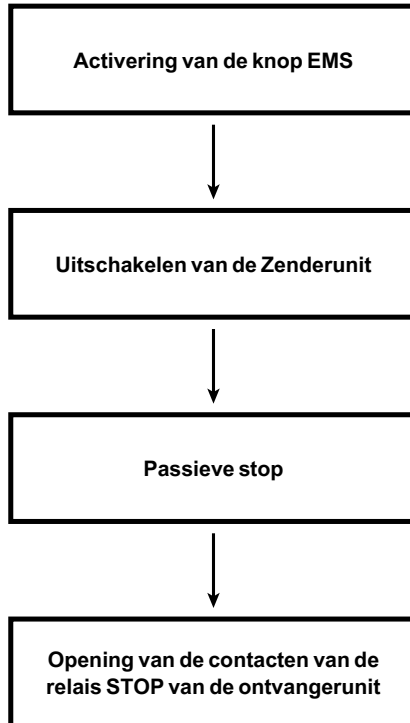 Activering van de knop EMS
Uitschakelen van de Zenderunit
Passieve stop
Opening van de contacten van de
relais STOP van de ontvangerunit